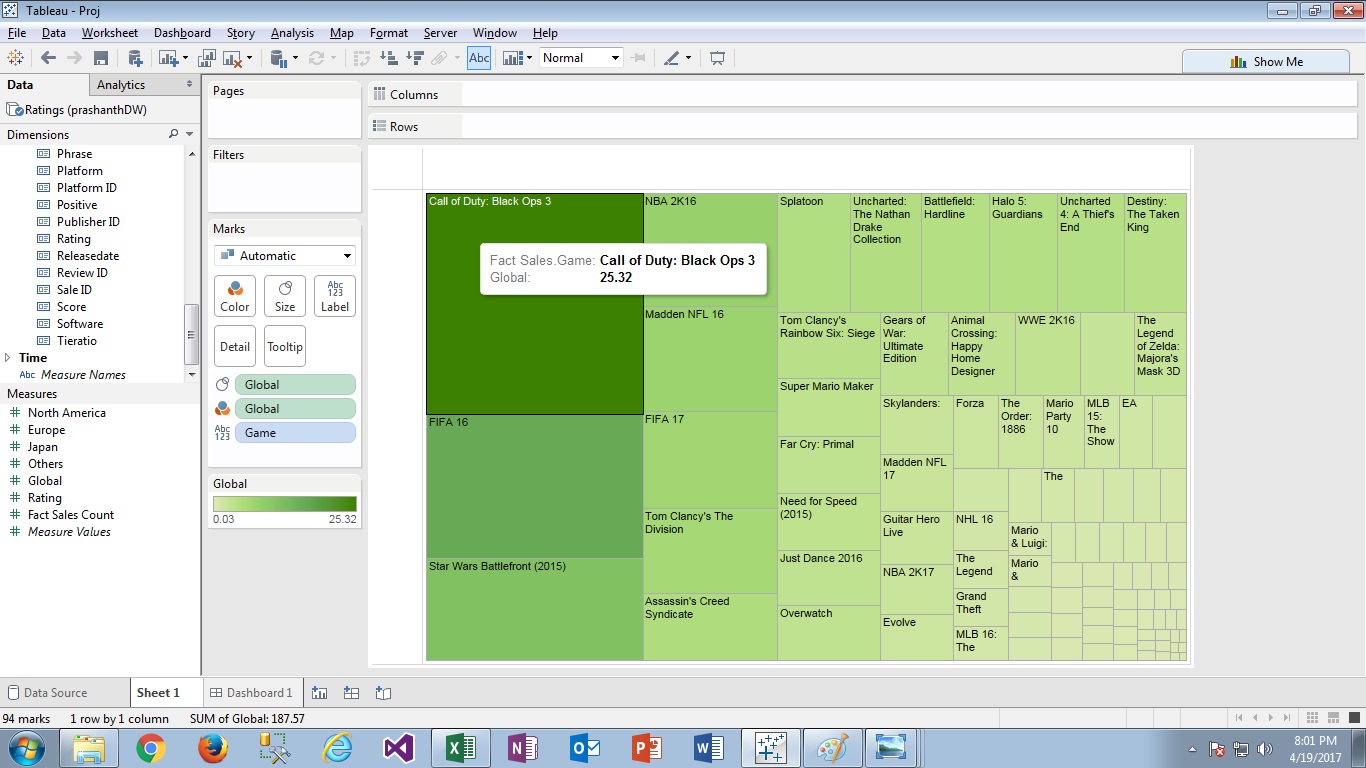 Tableau - Proj
File Data Worksheet Dashboard Story Analysis Map Format Server Window Help
Abc Normal Show Me
Data Analytics
Ratings (prashanthDW)
Dimensions
Phrase
Platform
Platform ID
Positive
Publisher ID
Rating
Releasedate
Review ID
Sale ID
Score
Software
Tieratio
Time
Abc Measure Names
Measures
North America
Europe
Japan
Others
Global
Rating
Fact Sales Count
Measure Values
Pages
Filters
Marks
Automatic
Color Size Abc 123 Label
Detail Tooltip
Global
Global
Abc 123 Game
Global
0.03 25.32
Columns
Rows
Call of Duty: Black Ops 3
Fact Sales.Game: Call of Duty: Black Ops 3
Global: 25.32
FIFA 16
Star Wars Battlefront (2015)
NBA 2K16
Madden NFL 16
FIFA 17
Tom Clancy's The
Division
Assassin's Creed
Syndicate
Splatoon
Uncharted:
The Nathan
Drake
Collection
Battlefield:
Hardline
Halo 5:
Guardians
Uncharted
4: A Thief's
End
Destiny:
The Taken
King
Tom Clancy's
Rainbow Six: Siege
Super Mario Maker
Far Cry: Primal
Need for Speed
(2015)
Just Dance 2016
Overwatch
Gears of
War:
Ultimate
Edition
Animal
Crossing:
Happy
Home
Designer
WWE 2K16
The
Legend
of Zelda:
Majora's
Mask 3D
Skylanders:
Madden NFL
17
Guitar Hero
Live
NBA 2K17
Evolve
Forza
The
Order:
1886
Mario
Party
10
MLB
15:
The
Show
EA
The
NHL 16
The
Legend
Grand
Theft
MLB 16:
The
Mario
& Luigi:
Mario
&
Data Source Sheet 1 Dashboard 1
94 marks 1 row by 1 column SUM of Global: 187.57
8:01 PM
4/19/2017